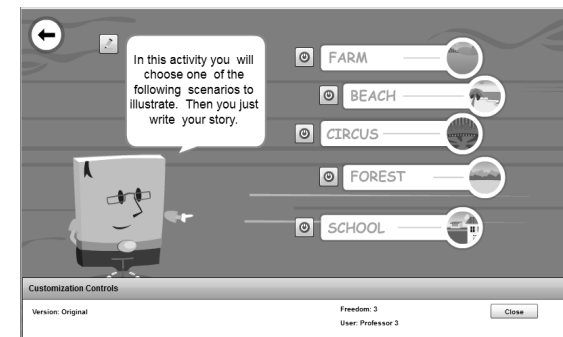 In this activity you will
choose one of the
following scenarios to
illustrate. Then you just
write your story.
FARM
BEACH
CIRCUS
FOREST
SCHOOL
Customization Controls
Version: Original
Freedom: 3
User: Professor 3
Close